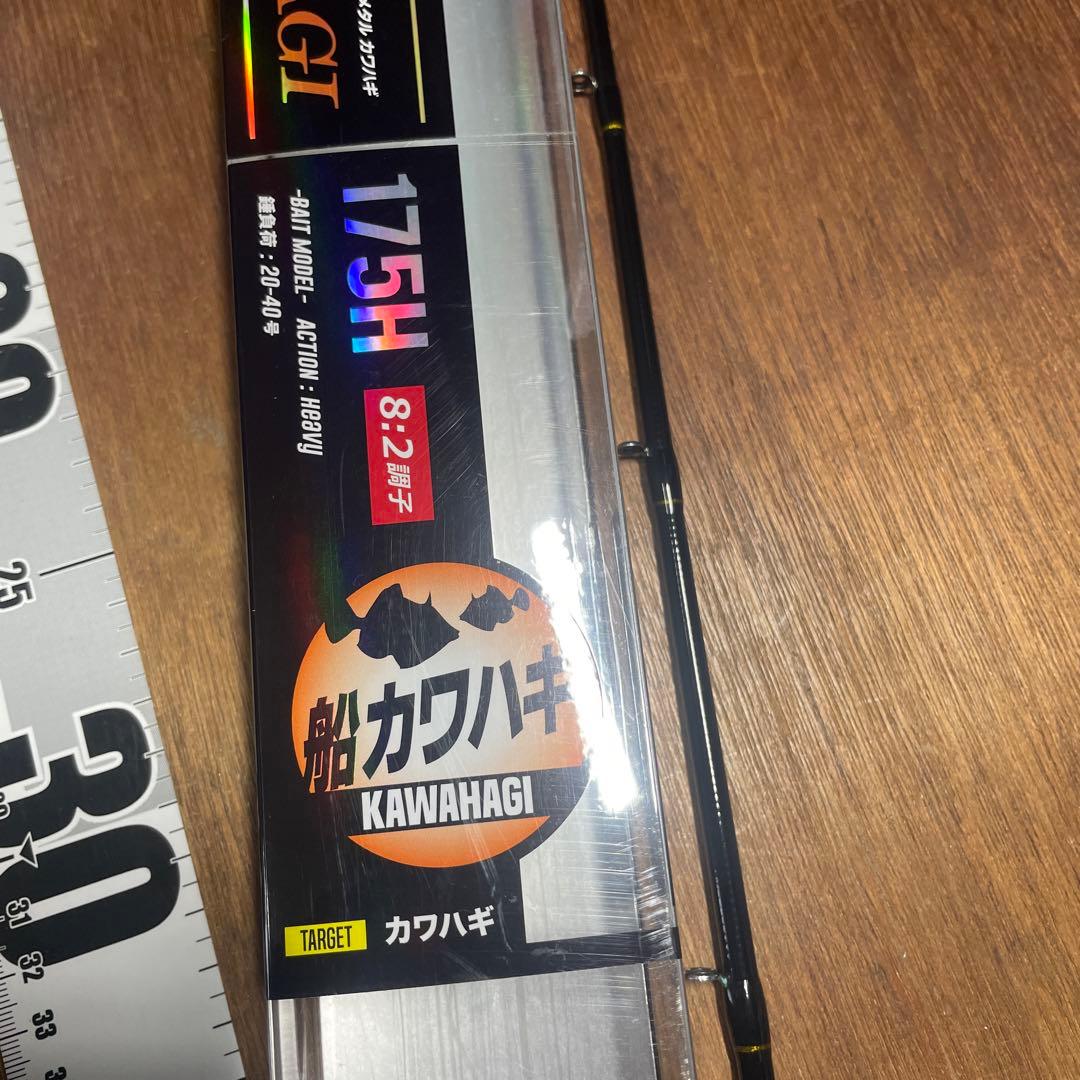 AGI
メタル カワハギ
175H
8:2調子
-BAIT MODEL- ACTION : Heavy
錘負荷 : 20-40号
船カワハギ
KAWAHAGI
TARGET カワハギ
25
30
31
32
33